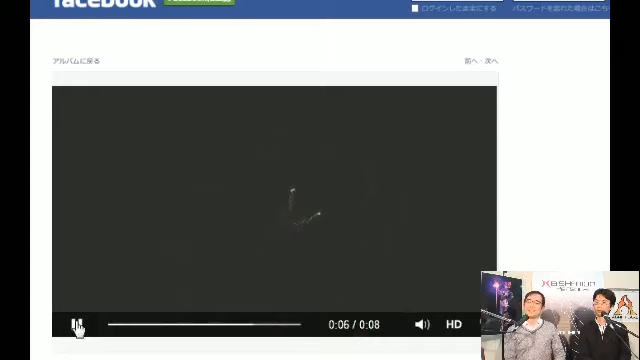 facebook
ログインしたままにする
パスワードを忘れた場合はこち
アルバムに戻る
前へ・次へ
0:06 / 0:08
HD